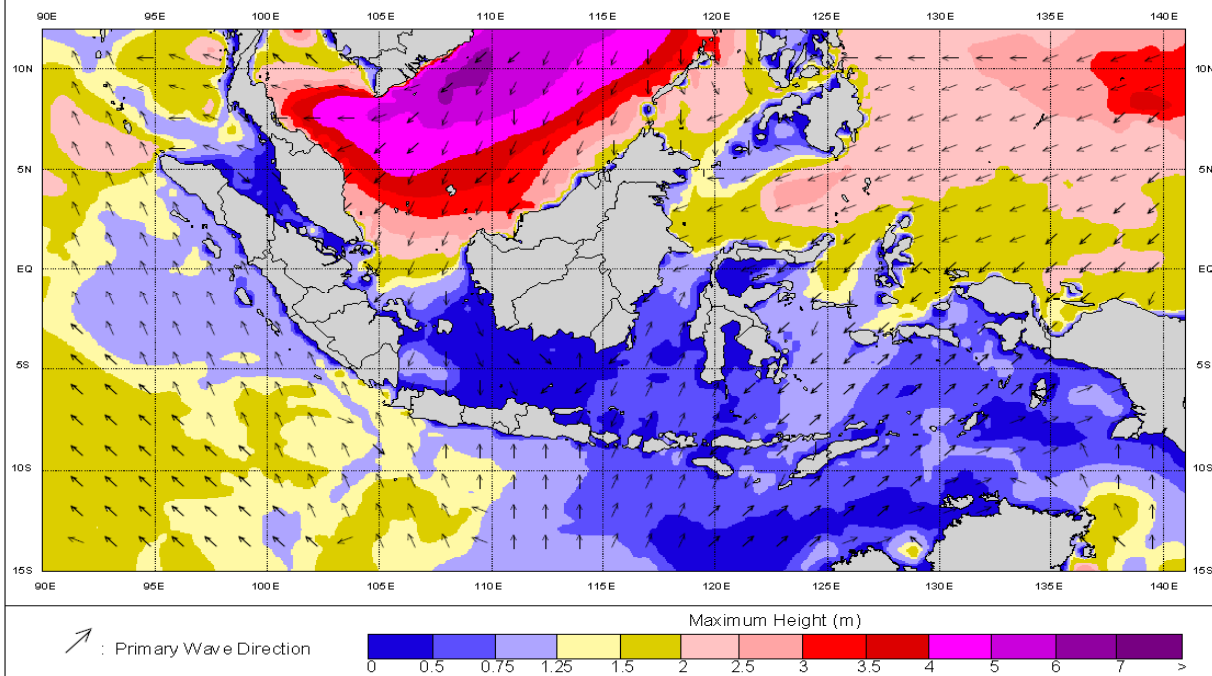 90E 95E 100E 105E 110E 115E 120E 125E 130E 135E 140E
10N 10N
5N 5N
EQ EQ
5S 5S
10S 10S
15S 15S
90E 95E 100E 105E 110E 115E 120E 125E 130E 135E 140E
Maximum Height (m)
: Primary Wave Direction
0 0.5 0.75 1.25 1.5 2 2.5 3 3.5 4 5 6 7 >